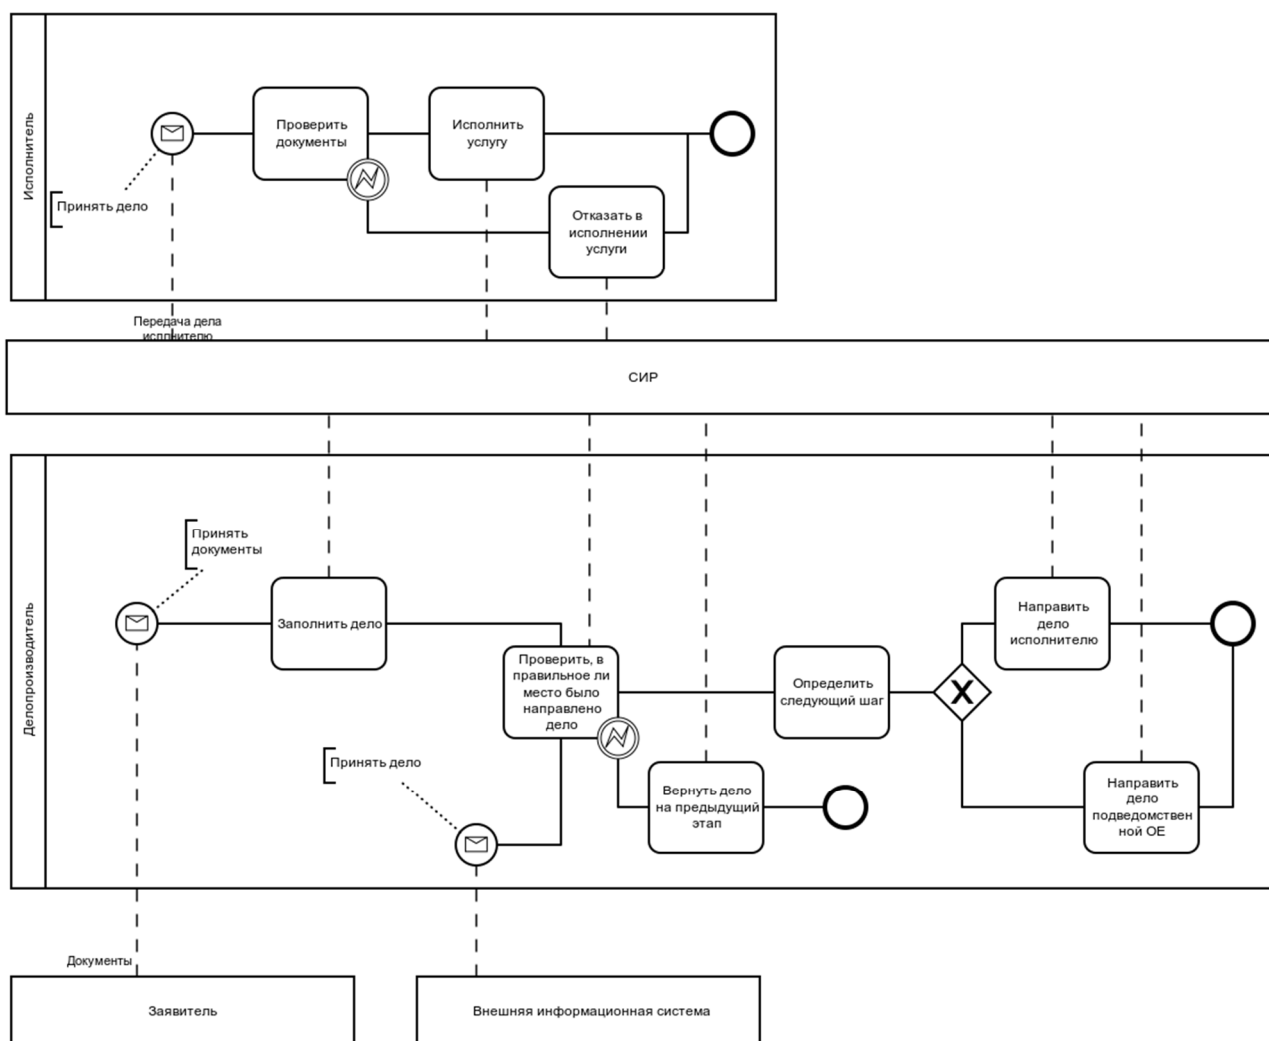 Исполнитель
Проверить
документы
Исполнить
услугу
Принять дело
Отказать в
исполнении
услуги
Передача дела
исплнителю
СИР
Делопроизводитель
Принять
документы
Заполнить дело
Проверить, в
правильное ли
место было
направлено
дело
Определить
следующий шаг
Направить
дело
исполнителю
Принять дело
Вернуть дело
на предыдущий
этап
Направить
дело
подведомствен
ной ОЕ
Документы
Заявитель
Внешняя информационная система